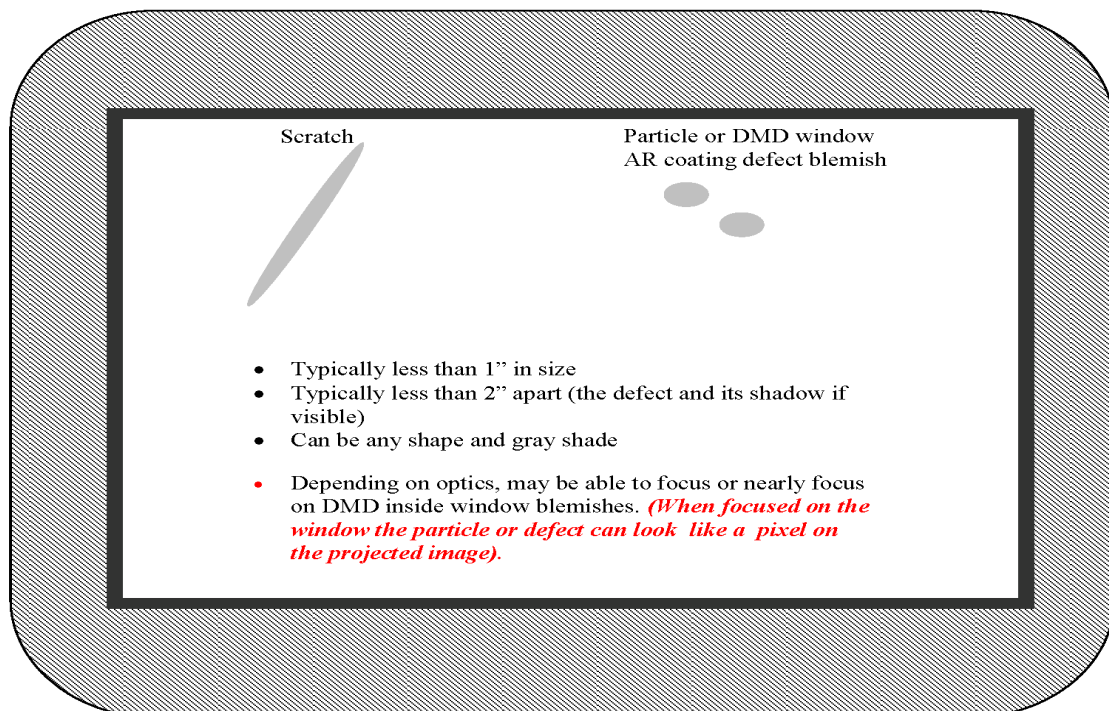 Scratch
Particle or DMD window
AR coating defect blemish
• Typically less than 1” in size
• Typically less than 2” apart (the defect and its shadow if
visible)
• Can be any shape and gray shade
• Depending on optics, may be able to focus or nearly focus
on DMD inside window blemishes. (When focused on the
window the particle or defect can look like a pixel on
the projected image).